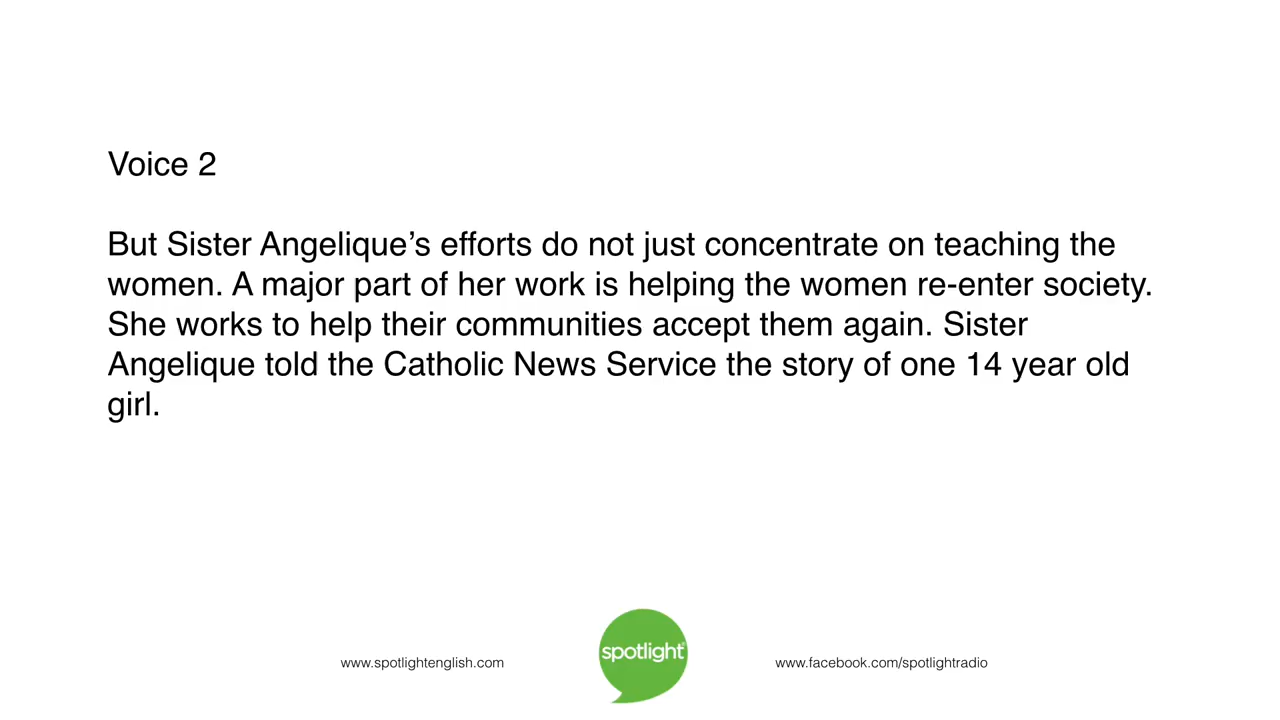 Voice 2
But Sister Angelique’s efforts do not just concentrate on teaching the
women. A major part of her work is helping the women re-enter society.
She works to help their communities accept them again. Sister
Angelique told the Catholic News Service the story of one 14 year old
girl.
www.spotlightenglish.com
spotlight®
www.facebook.com/spotlightradio